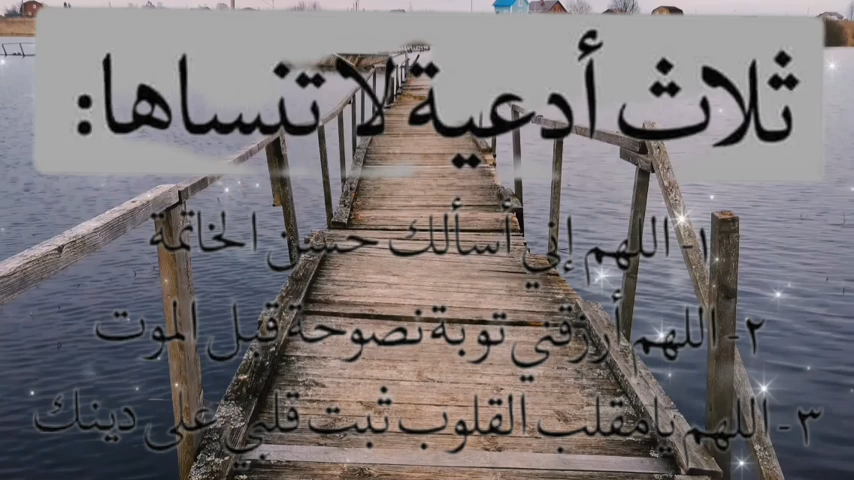 ثلاث أدعية لا تنساها:
١- اللهم إني أسألك حسن الخاتمة
٢- اللهم أرزقني توبة نصوحة قبل الموت
٣- اللهم يامقلب القلوب ثبت قلبي على دينك